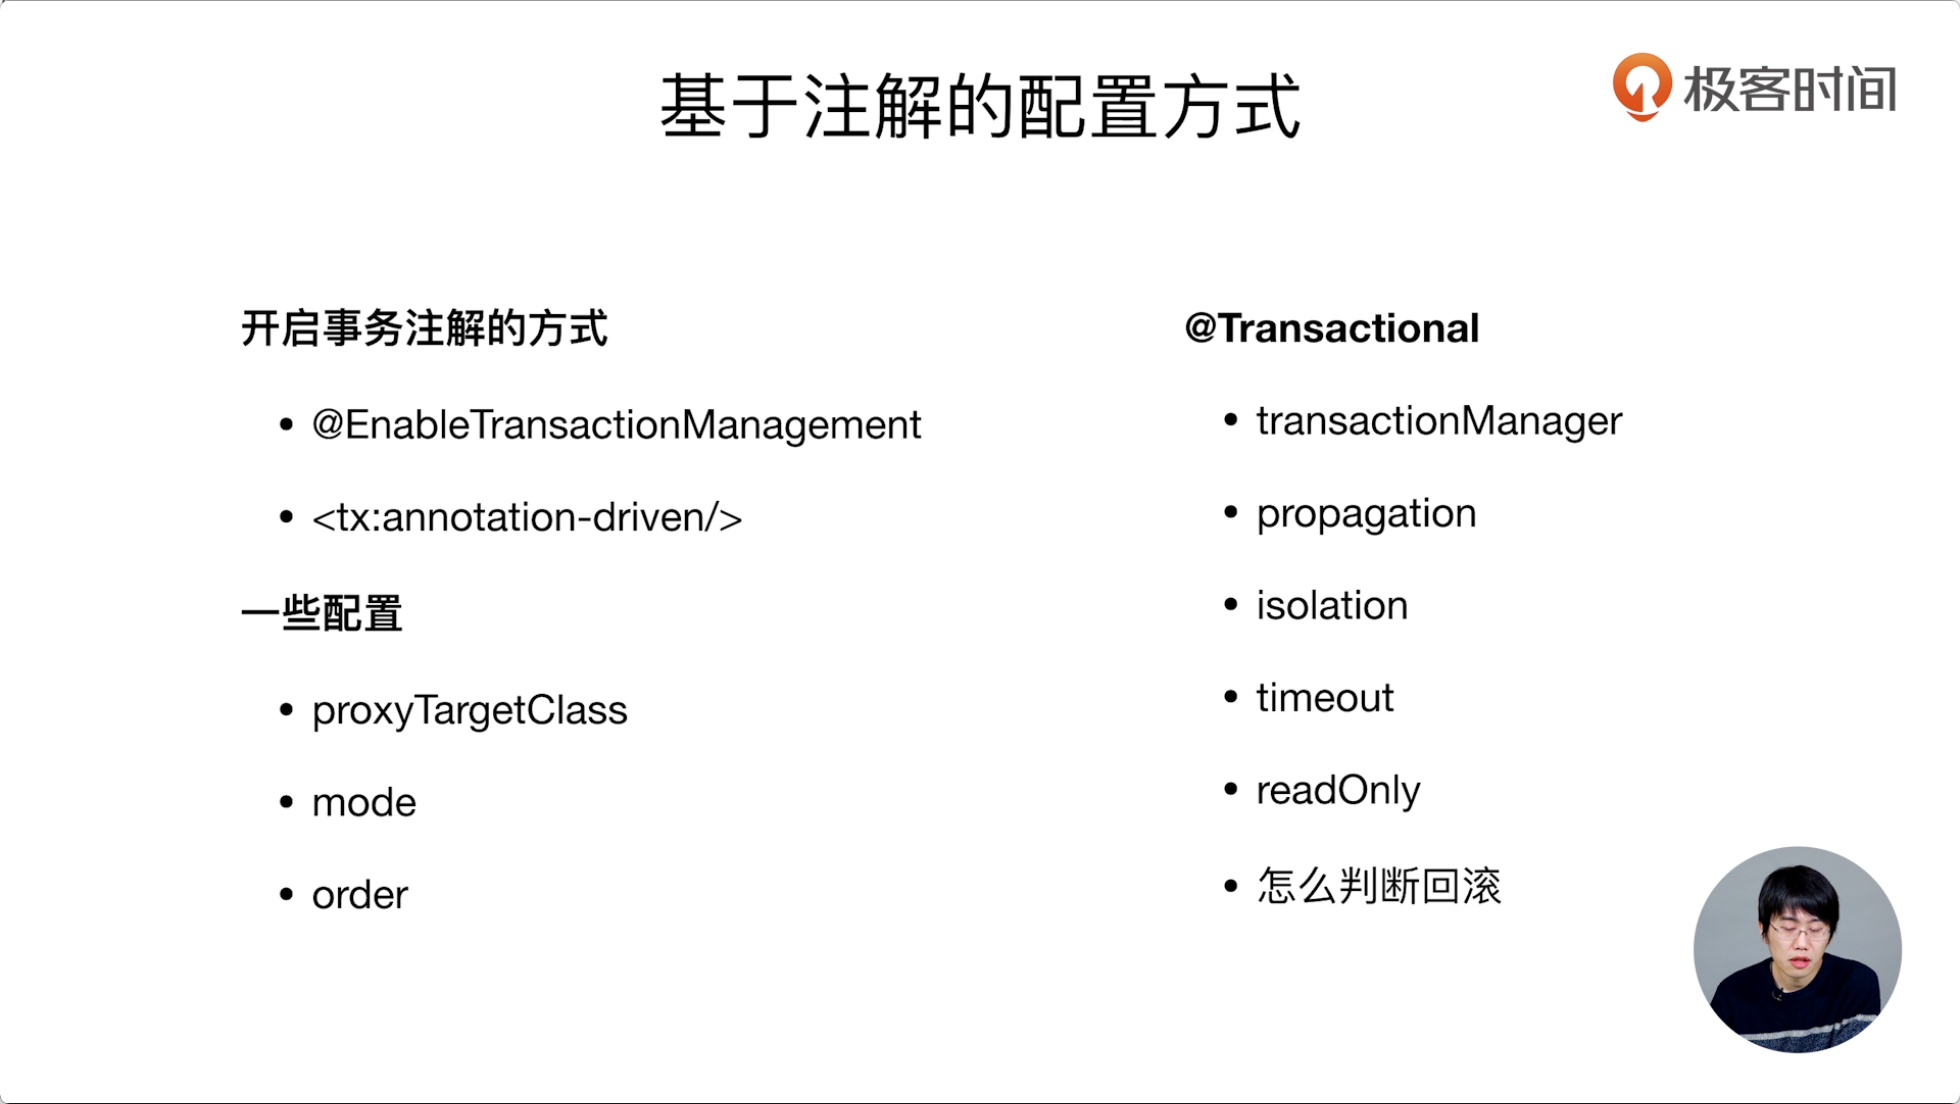 基于注解的配置方式
极客时间
开启事务注解的方式
• @EnableTransactionManagement
• <tx:annotation-driven/>
一些配置
• proxyTargetClass
• mode
• order
@Transactional
• transactionManager
• propagation
• isolation
• timeout
• readOnly
• 怎么判断回滚